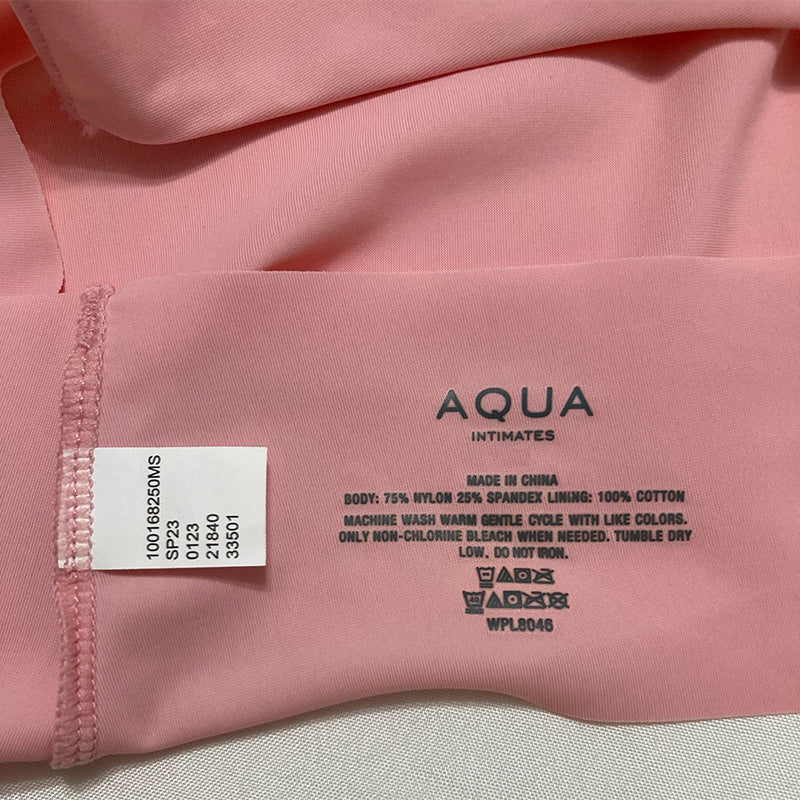 AQUA
INTIMATES
MADE IN CHINA
BODY: 75% NYLON 25% SPANDEX LINING: 100% COTTON
MACHINE WASH WARM GENTLE CYCLE WITH LIKE COLORS.
ONLY NON-CHLORINE BLEACH WHEN NEEDED. TUMBLE DRY
LOW. DO NOT IRON.
40
WPL8046
100168250MS
SP23
0123
21840
33501